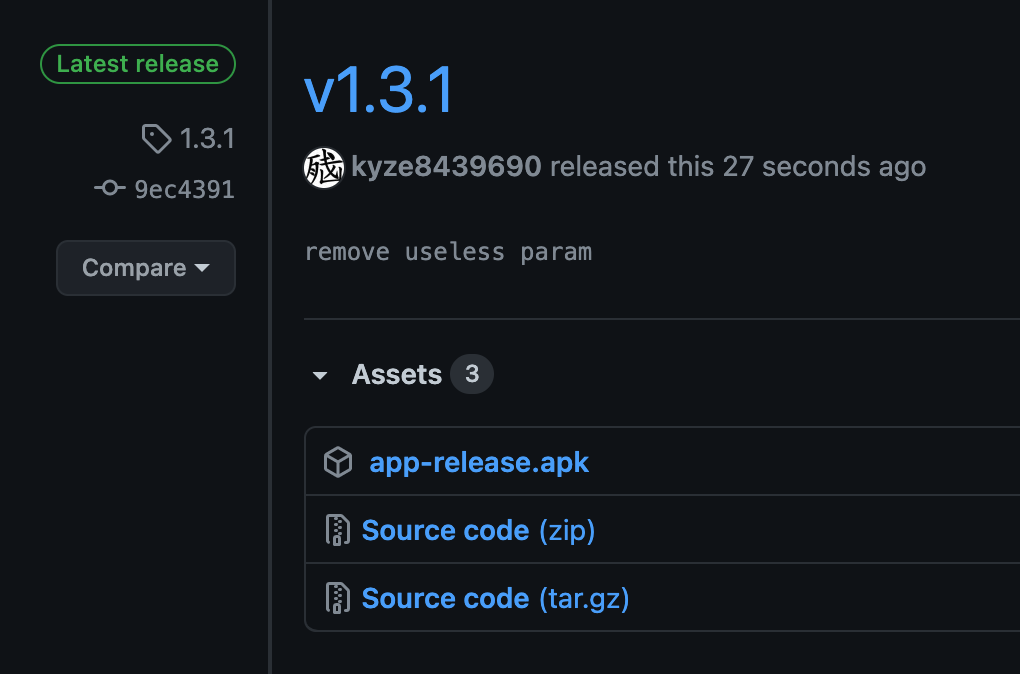 Latest release
1.3.1
9ec4391
Compare
v1.3.1
kyze8439690 released this 27 seconds ago
remove useless param
Assets 3
app-release.apk
Source code (zip)
Source code (tar.gz)